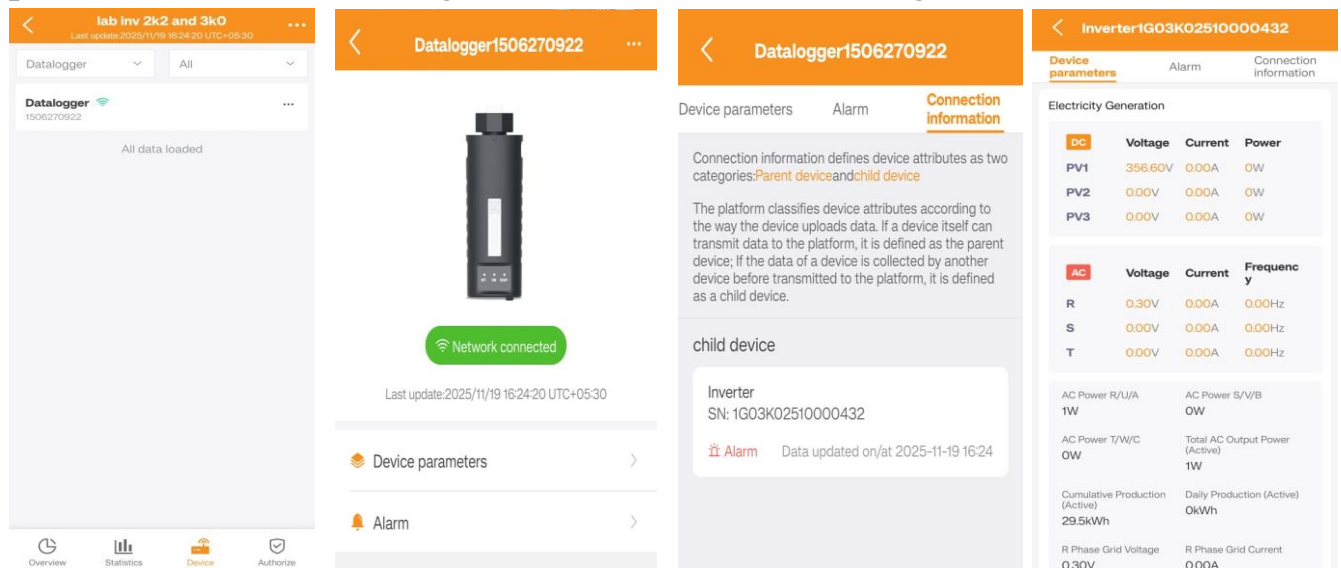 lab inv 2k2 and 3k0
Last update:2025/11/19 16:24:20 UTC+05:30
Datalogger
All
Datalogger
1506270922
All data loaded
Overview
Statistics
Device
Authorize
Datalogger1506270922
Network connected
Last update:2025/11/19 16:24:20 UTC+05:30
Device parameters
Alarm
Datalogger1506270922
Device parameters Alarm Connection information
Connection information defines device attributes as two
categories:Parent deviceandchild device
The platform classifies device attributes according to
the way the device uploads data. If a device itself can
transmit data to the platform, it is defined as the parent
device; If the data of a device is collected by another
device before transmitted to the platform, it is defined
as a child device.
child device
Inverter
SN: 1G03K02510000432
Alarm Data updated on/at 2025-11-19 16:24
Inverter1G03K02510000432
Device parameters Alarm Connection information
Electricity Generation
DC Voltage Current Power
PV1 356.60V 0.00A 0W
PV2 0.00V 0.00A 0W
PV3 0.00V 0.00A 0W
AC Voltage Current Frequency
R 0.30V 0.00A 0.00Hz
S 0.00V 0.00A 0.00Hz
T 0.00V 0.00A 0.00Hz
AC Power R/U/A AC Power S/V/B
1W 0W
AC Power T/W/C Total AC Output Power (Active)
0W 1W
Cumulative Production (Active) Daily Production (Active)
29.5kWh 0kWh
R Phase Grid Voltage R Phase Grid Current
0.30V 0.00A